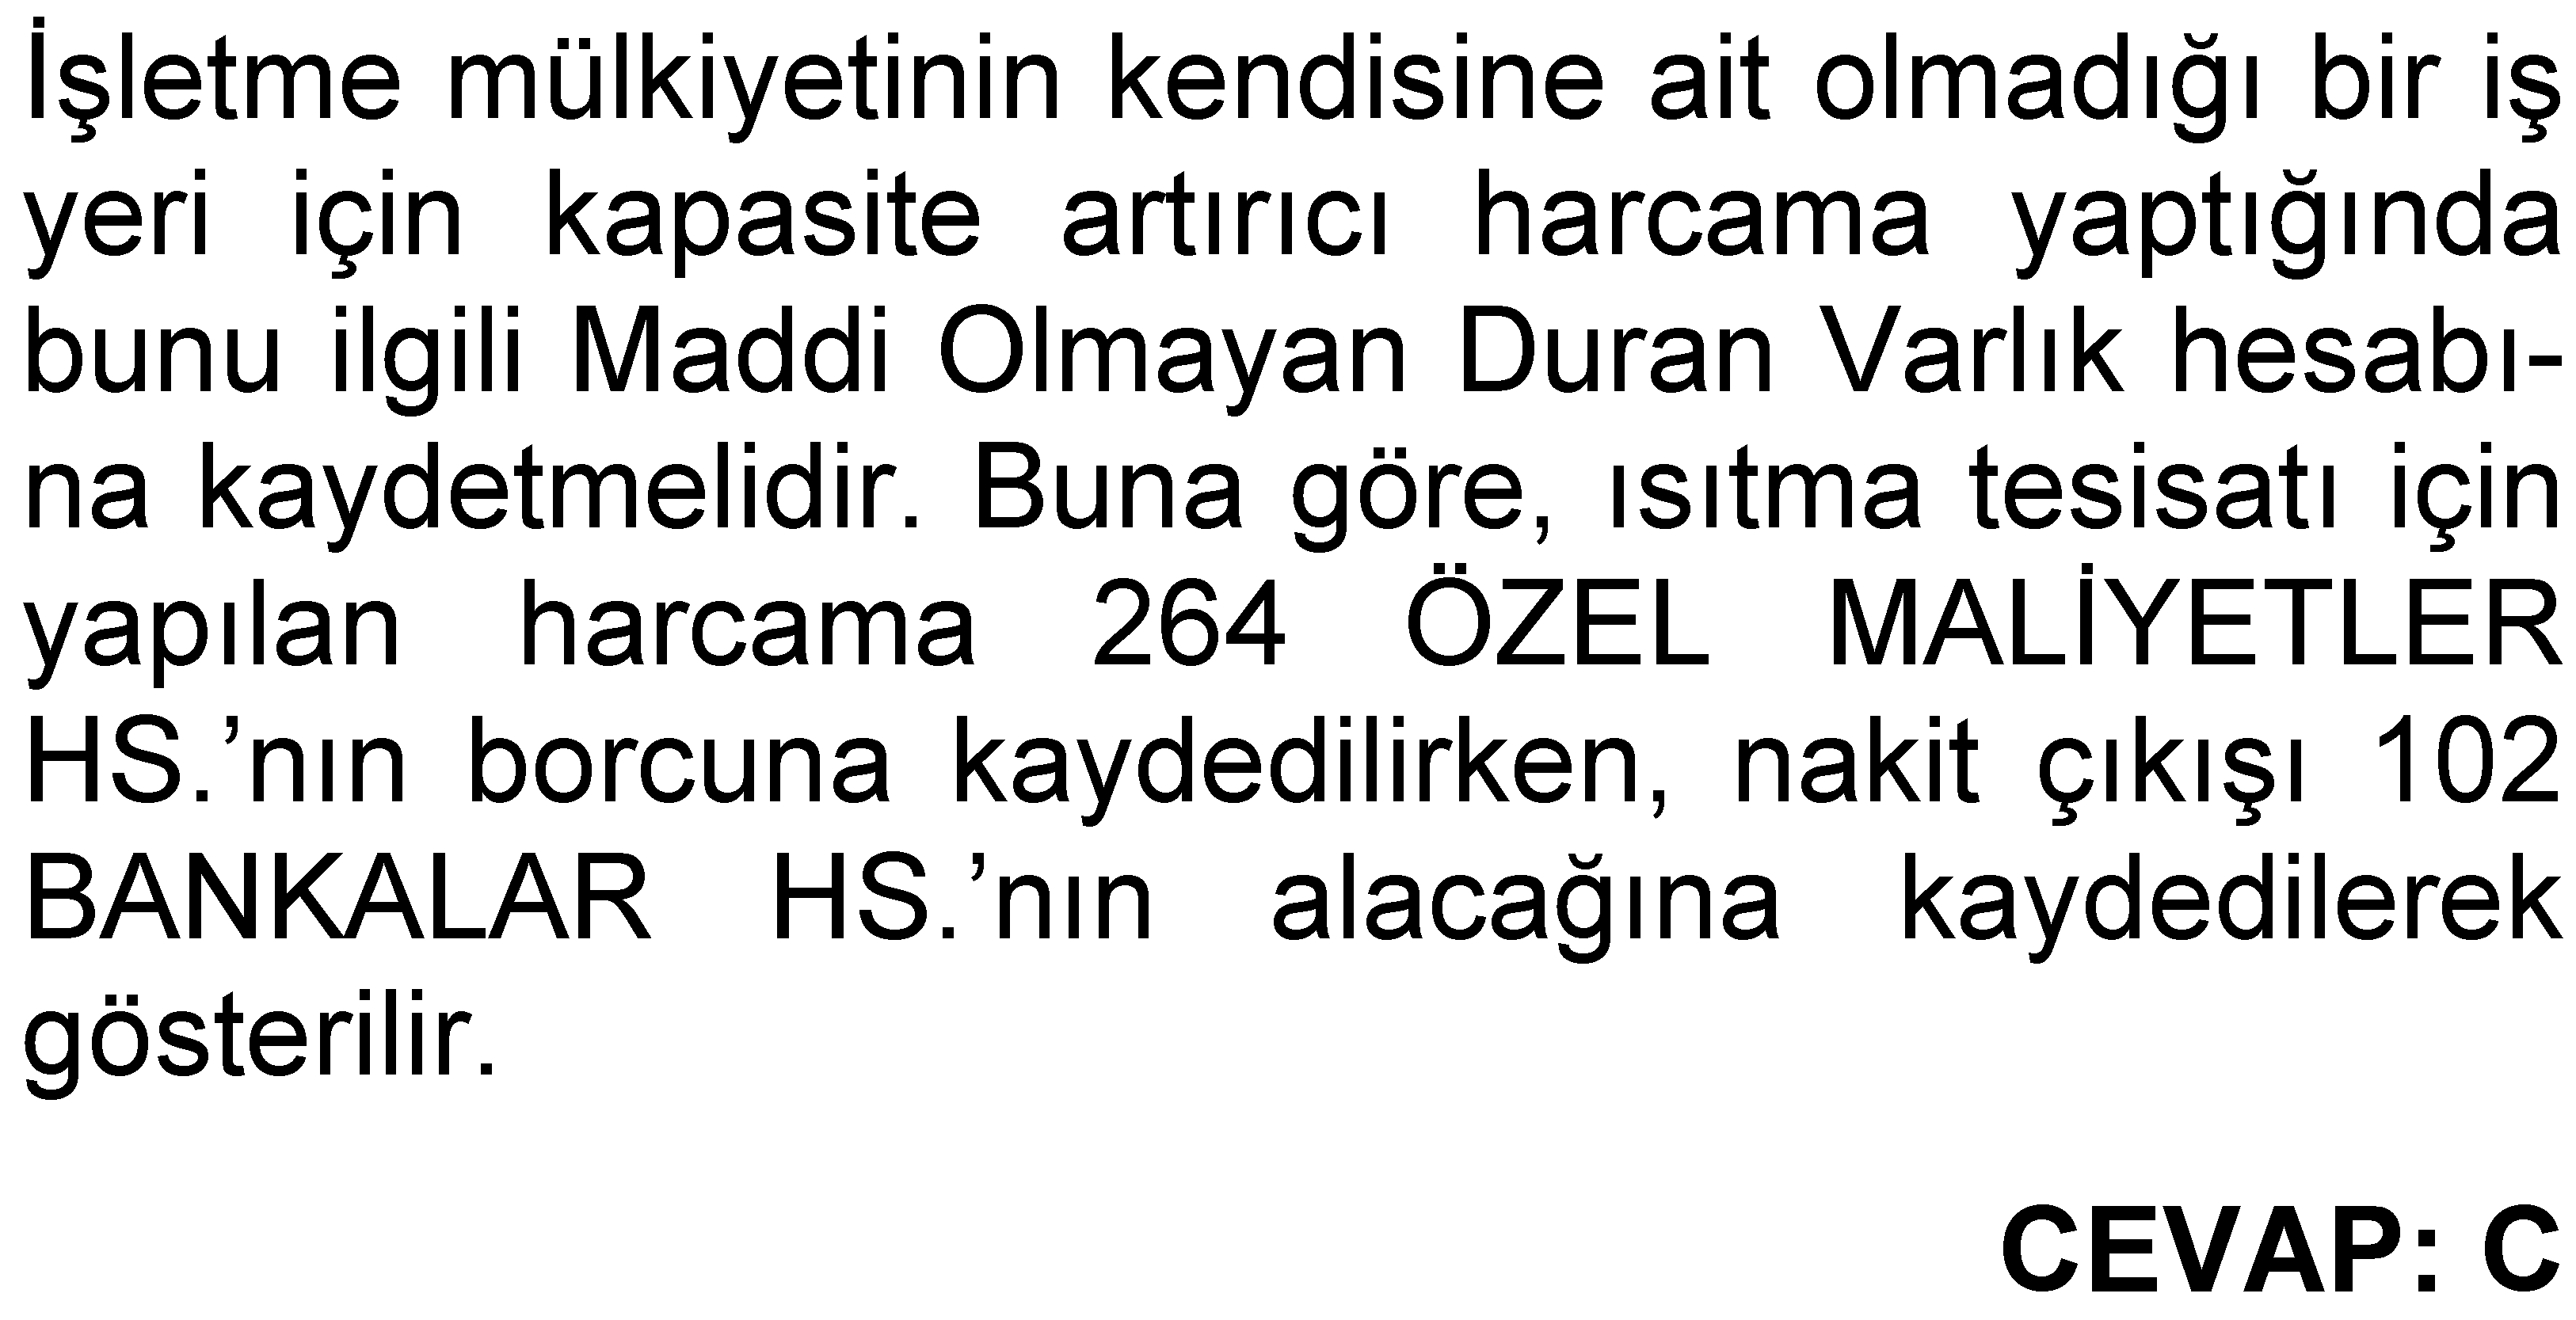 İşletme mülkiyetinin kendisine ait olmadığı bir iş
yeri için kapasite artırıcı harcama yaptığında
bunu ilgili Maddi Olmayan Duran Varlık hesabı-
na kaydetmelidir. Buna göre, ısıtma tesisatı için
yapılan harcama 264 ÖZEL MALİYETLER
HS.’nın borcuna kaydedilirken, nakit çıkışı 102
BANKALAR HS.’nın alacağına kaydedilerek
gösterilir.
CEVAP: C